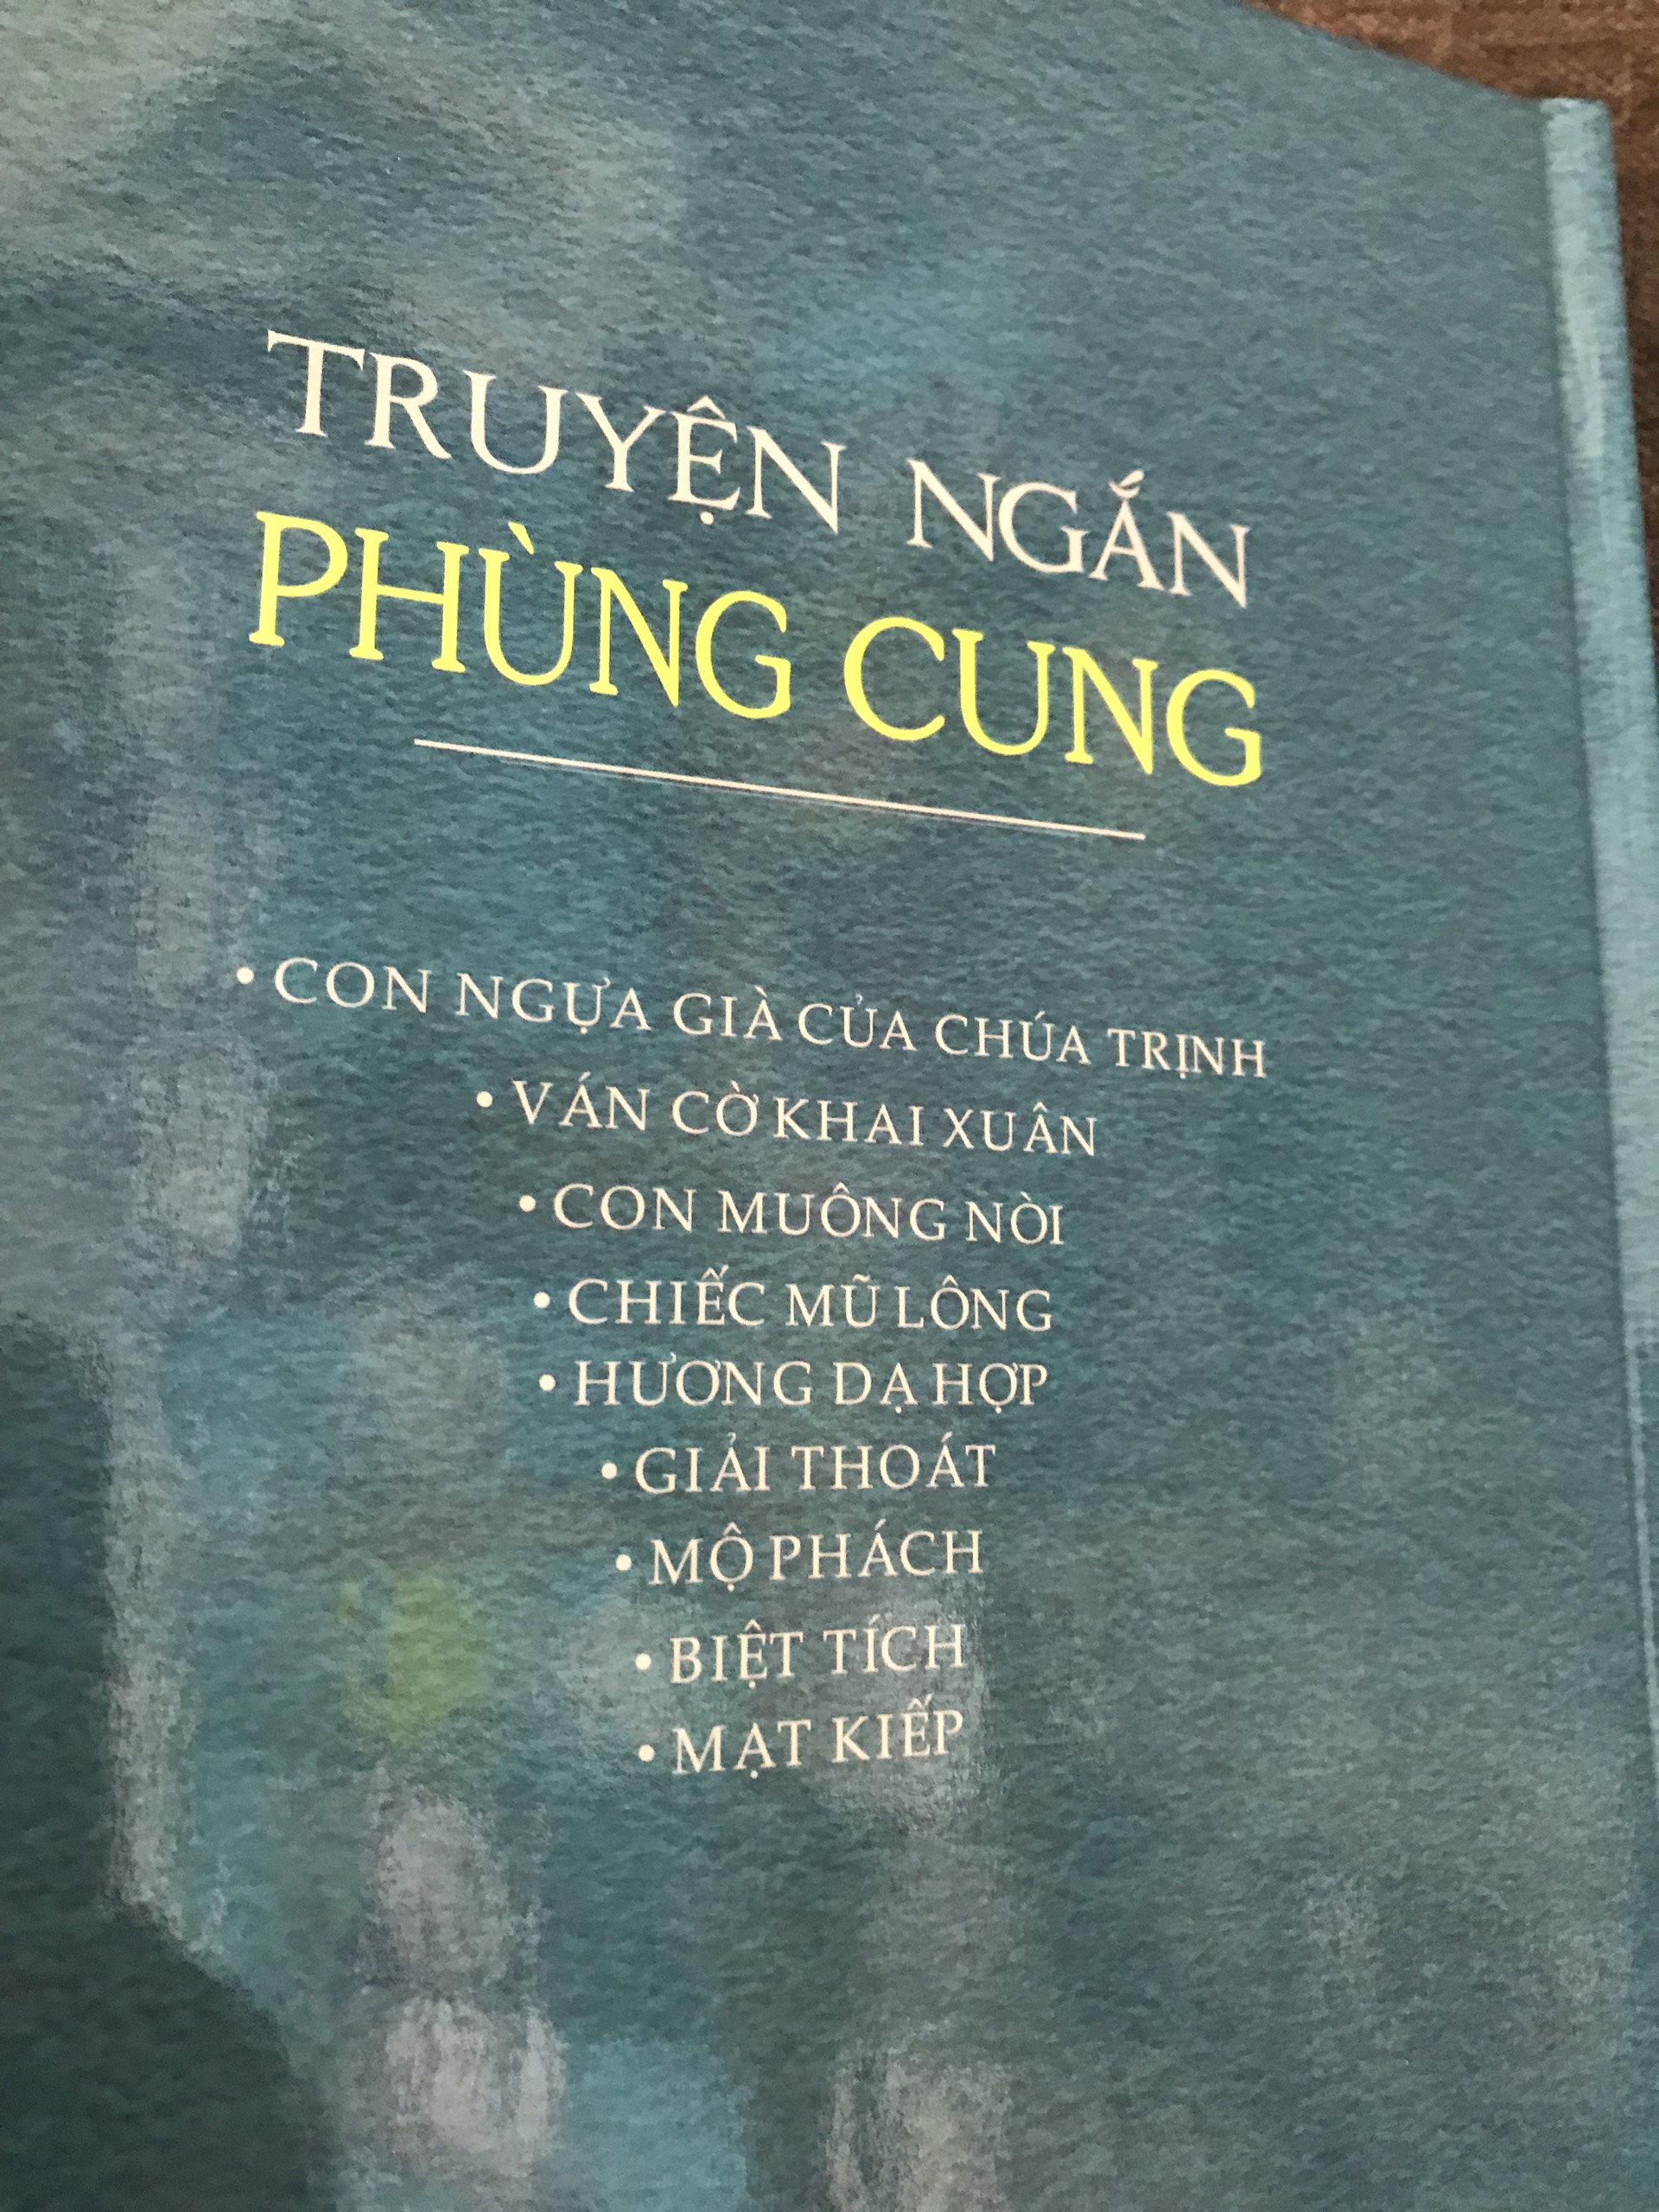 TRUYỆN NGẮN
PHÙNG CUNG
• CON NGỰA GIÀ CỦA CHÚA TRỊNH
• VÁN CỜ KHAI XUÂN
• CON MUÔNG NÒI
• CHIẾC MŨ LÔNG
• HƯƠNG DẠ HỢP
• GIẢI THOÁT
• MỘ PHÁCH
• BIỆT TÍCH
• MẠT KIẾP